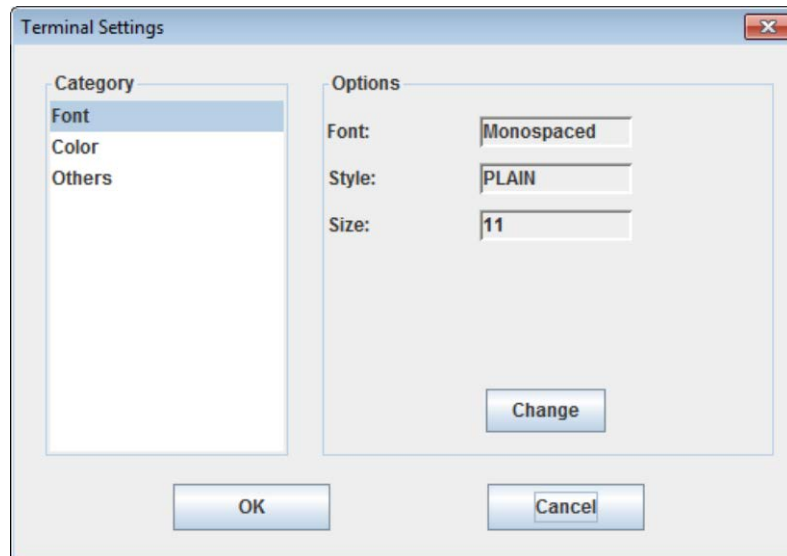 Terminal Settings
Category
Font
Color
Others
Options
Font: Monospaced
Style: PLAIN
Size: 11
Change
OK Cancel